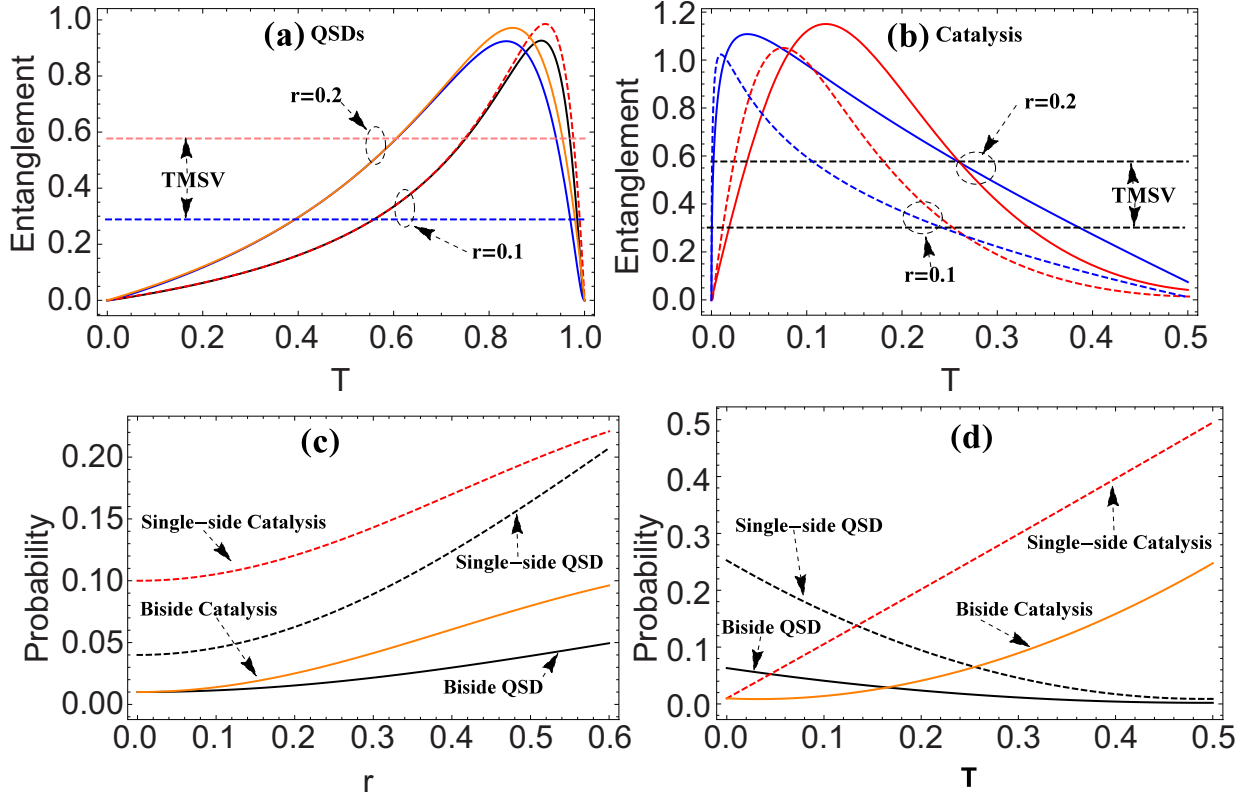 (a) QSDs
Entanglement
1.0
0.8
0.6
0.4
0.2
0.0
r=0.2
TMSV
r=0.1
0.0 0.2 0.4 0.6 0.8 1.0
T
(b) Catalysis
Entanglement
1.2
1.0
0.8
0.6
0.4
0.2
0.0
r=0.2
TMSV
r=0.1
0.0 0.1 0.2 0.3 0.4 0.5
T
(c)
Probability
0.20
0.15
0.10
0.05
0.00
Single-side Catalysis
Single-side QSD
Biside Catalysis
Biside QSD
0.0 0.1 0.2 0.3 0.4 0.5 0.6
r
(d)
Probability
0.5
0.4
0.3
0.2
0.1
0.0
Single-side QSD
Single-side Catalysis
Biside QSD
Biside Catalysis
0.0 0.1 0.2 0.3 0.4 0.5
T